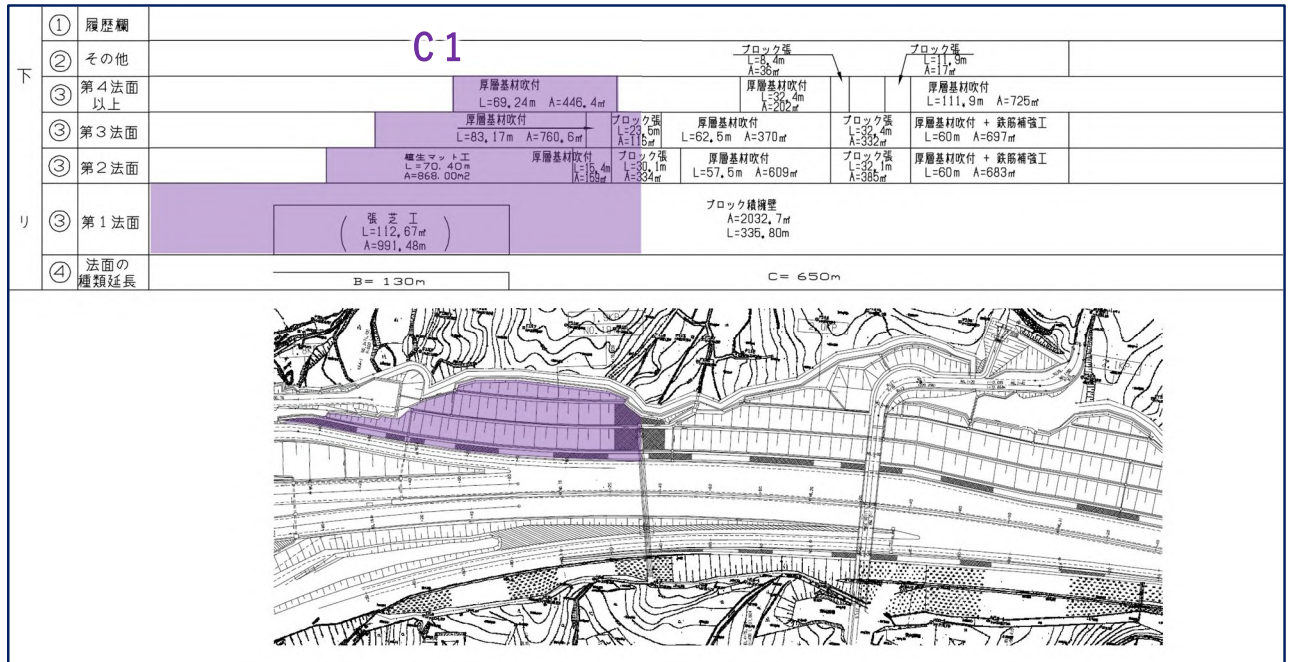 下
リ
① 履歴欄
C1
② その他
ブロック張
L=8.4m
A=36㎡
ブロック張
L=11.9m
A=17㎡
③ 第4法面
以上
厚層基材吹付
L=69.24m A=446.4㎡
厚層基材吹付
L=32.4m
A=202㎡
厚層基材吹付
L=111.9m A=725㎡
③ 第3法面
厚層基材吹付
L=83.17m A=760.6㎡
ブロック張
L=23.6m
A=116㎡
厚層基材吹付
L=62.5m A=370㎡
ブロック張
L=32.4m
A=332㎡
厚層基材吹付 + 鉄筋補強工
L=60m A=697㎡
③ 第2法面
植生マット工
L=70.40m
A=868.00m2
厚層基材吹付
L=15.4m
A=159㎡
ブロック張
L=30.1m
A=334㎡
厚層基材吹付
L=57.5m A=609㎡
ブロック張
L=32.1m
A=385㎡
厚層基材吹付 + 鉄筋補強工
L=60m A=683㎡
③ 第1法面
張芝工
L=112.67㎡
A=991.48m
ブロック積擁壁
A=2032.7㎡
L=335.80m
④ 法面の
種類延長
B= 130m
C= 650m